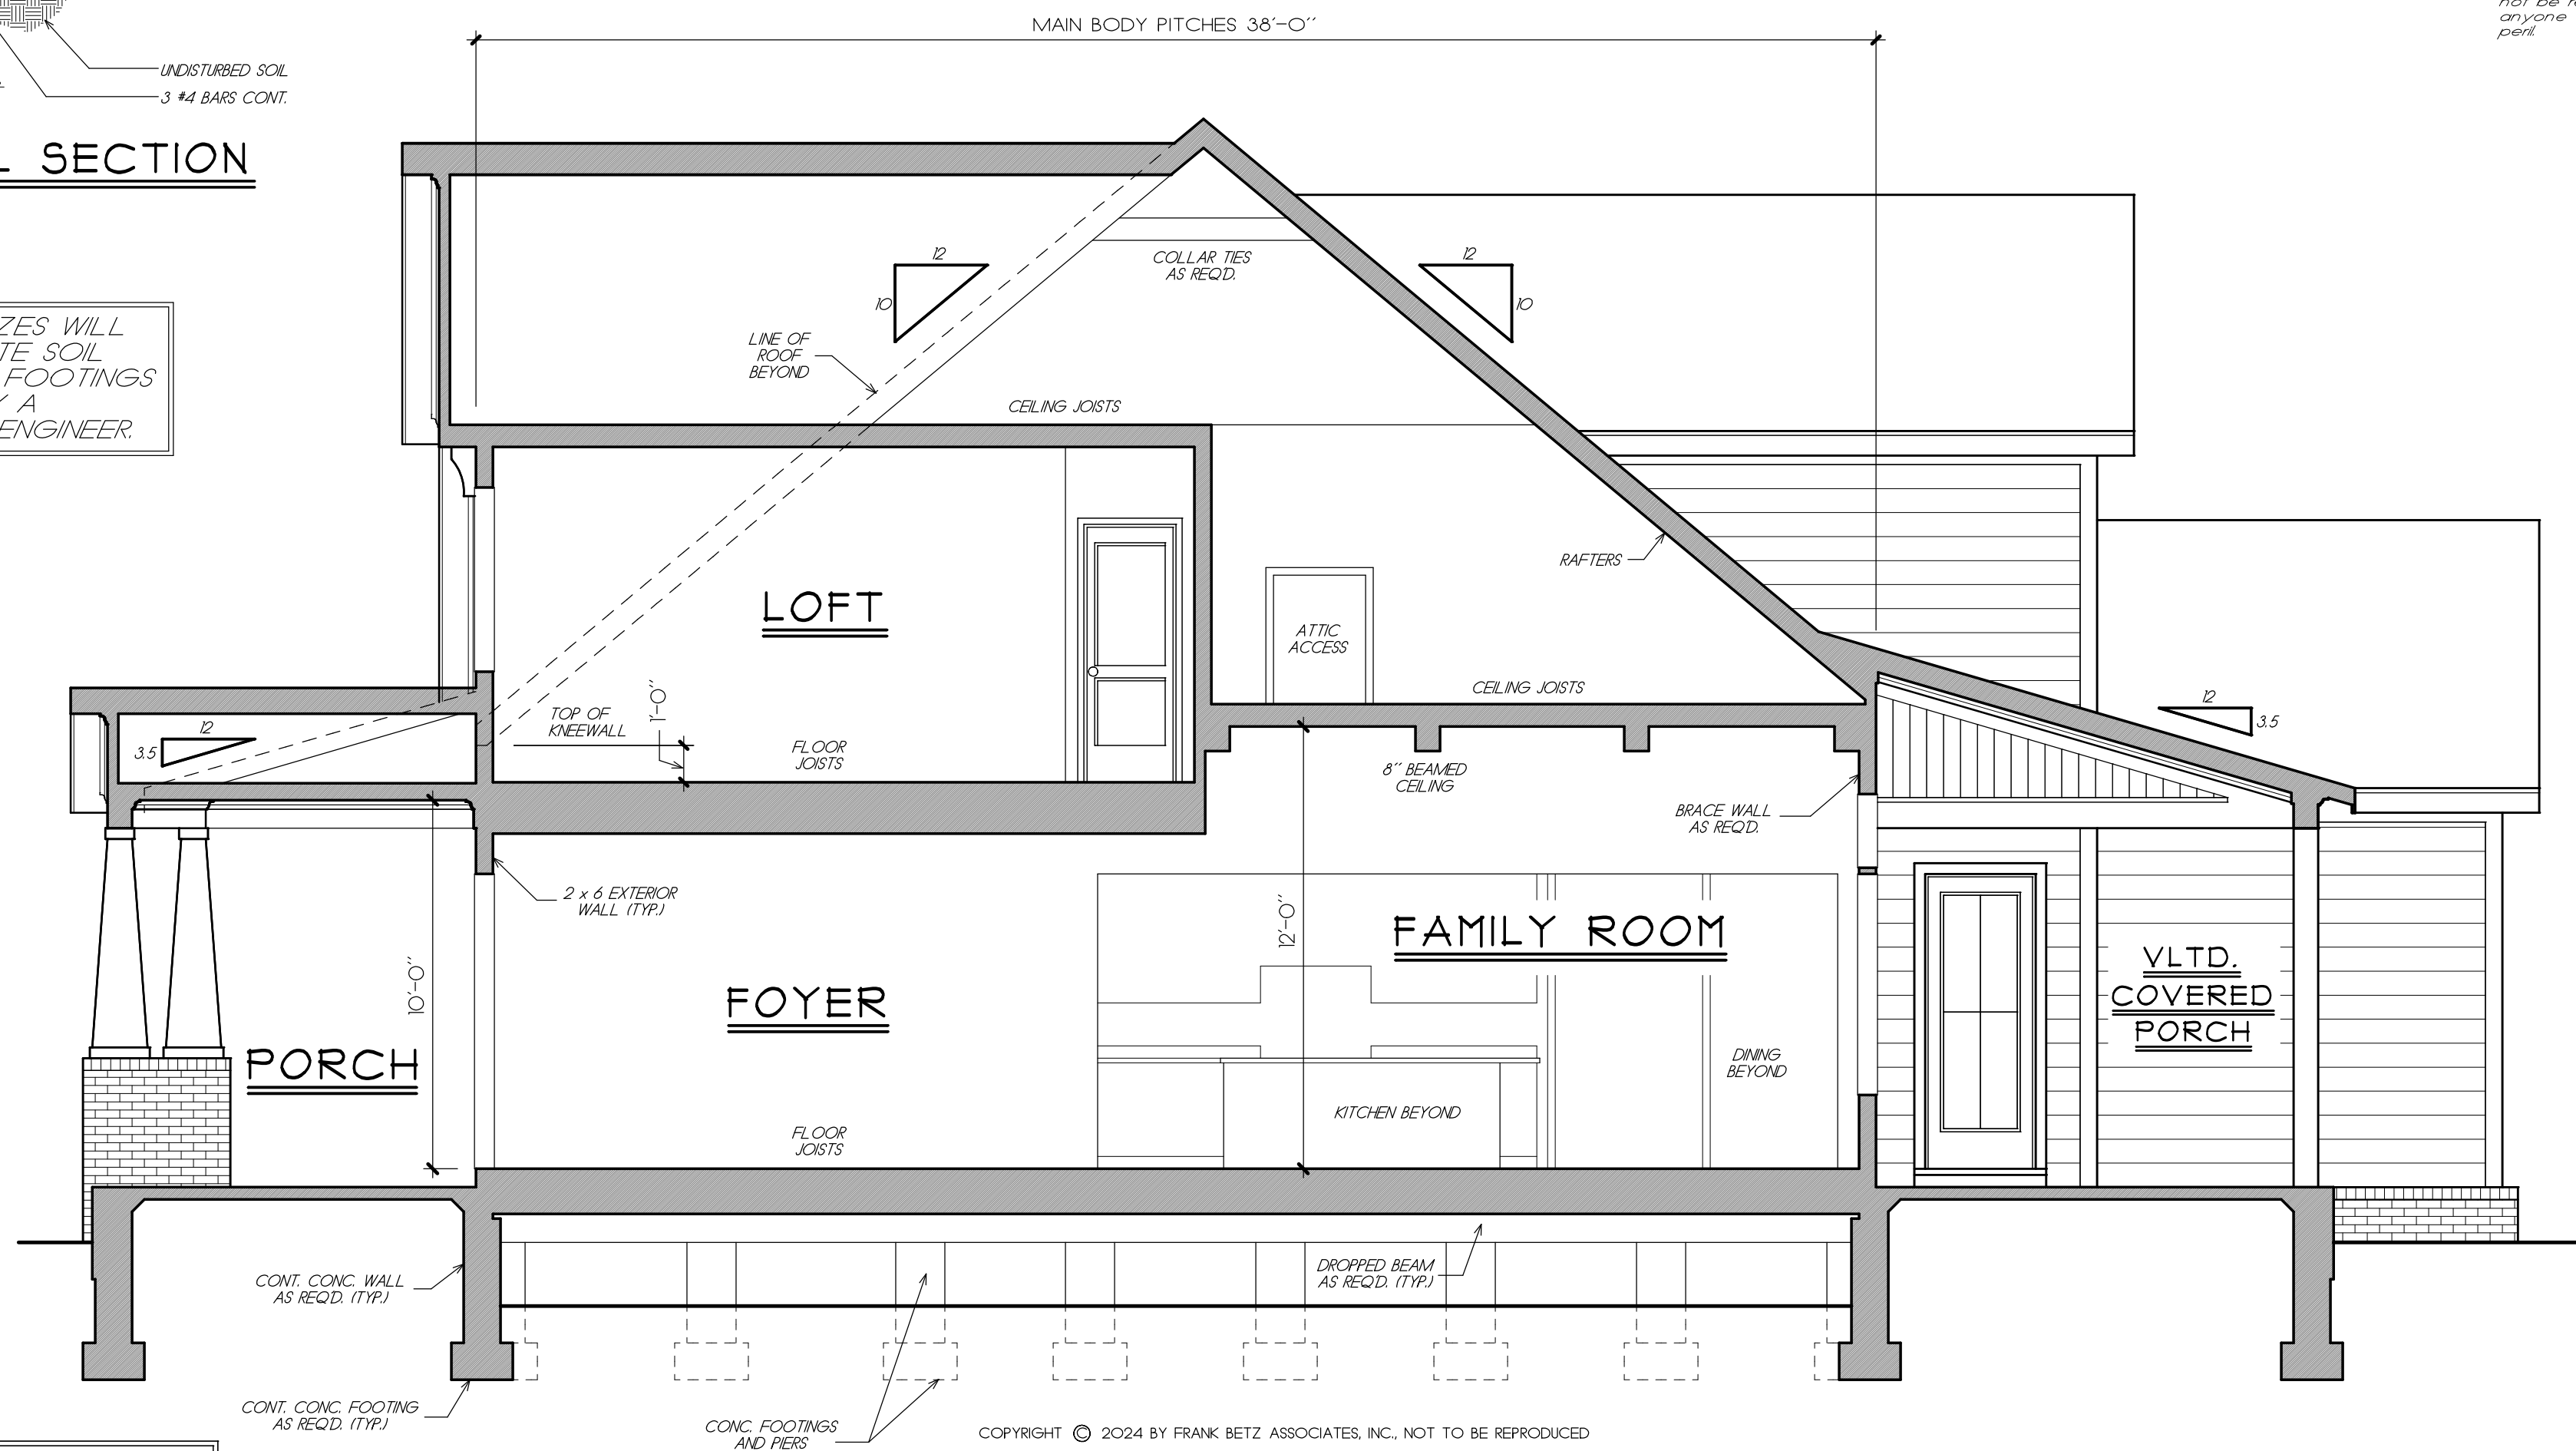 MAIN BODY PITCHES 38'-0"
anyone
peril.
UNDISTURBED SOIL
3 #4 BARS CONT.
SECTION
WILL
SOIL
FOOTINGS
A
ENGINEER.
12
10
12
10
COLLAR TIES
AS REQ'D.
LINE OF
ROOF
BEYOND
CEILING JOISTS
RAFTERS
LOFT
ATTIC
ACCESS
CEILING JOISTS
1'-0"
TOP OF
KNEEWALL
FLOOR
JOISTS
12
3.5
12
3.5
8" BEAMED
CEILING
BRACE WALL
AS REQ'D.
2 x 6 EXTERIOR
WALL (TYP.)
12'-0"
FAMILY ROOM
10'-0"
FOYER
VLTD.
COVERED
PORCH
PORCH
DINING
BEYOND
KITCHEN BEYOND
FLOOR
JOISTS
CONT. CONC. WALL
AS REQ'D. (TYP.)
DROPPED BEAM
AS REQ'D. (TYP.)
CONT. CONC. FOOTING
AS REQ'D. (TYP.)
CONC. FOOTINGS
AND PIERS
COPYRIGHT © 2024 BY FRANK BETZ ASSOCIATES, INC., NOT TO BE REPRODUCED